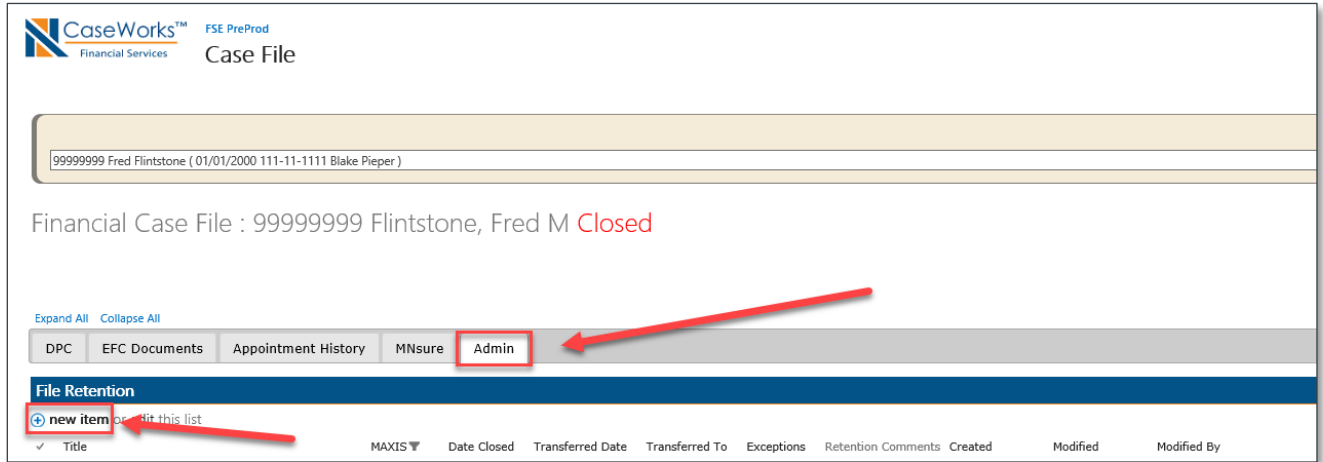 CaseWorks™
Financial Services
FSE PreProd
Case File
99999999 Fred Flintstone ( 01/01/2000 111-11-1111 Blake Pieper )
Financial Case File : 99999999 Flintstone, Fred M Closed
Expand All Collapse All
DPC EFC Documents Appointment History MNsure Admin
File Retention
new item or edit this list
Title MAXIS Date Closed Transferred Date Transferred To Exceptions Retention Comments Created Modified Modified By